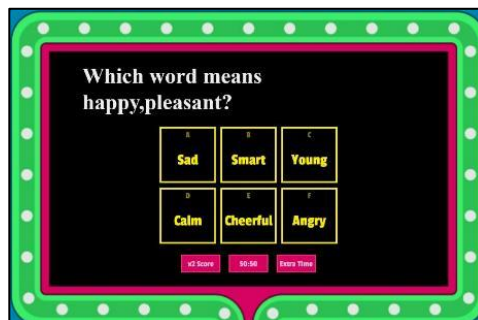 Which word means
happy,pleasant?
A B C
Sad Smart Young
D E F
Calm Cheerful Angry
x2 Score 50:50 Extra Time